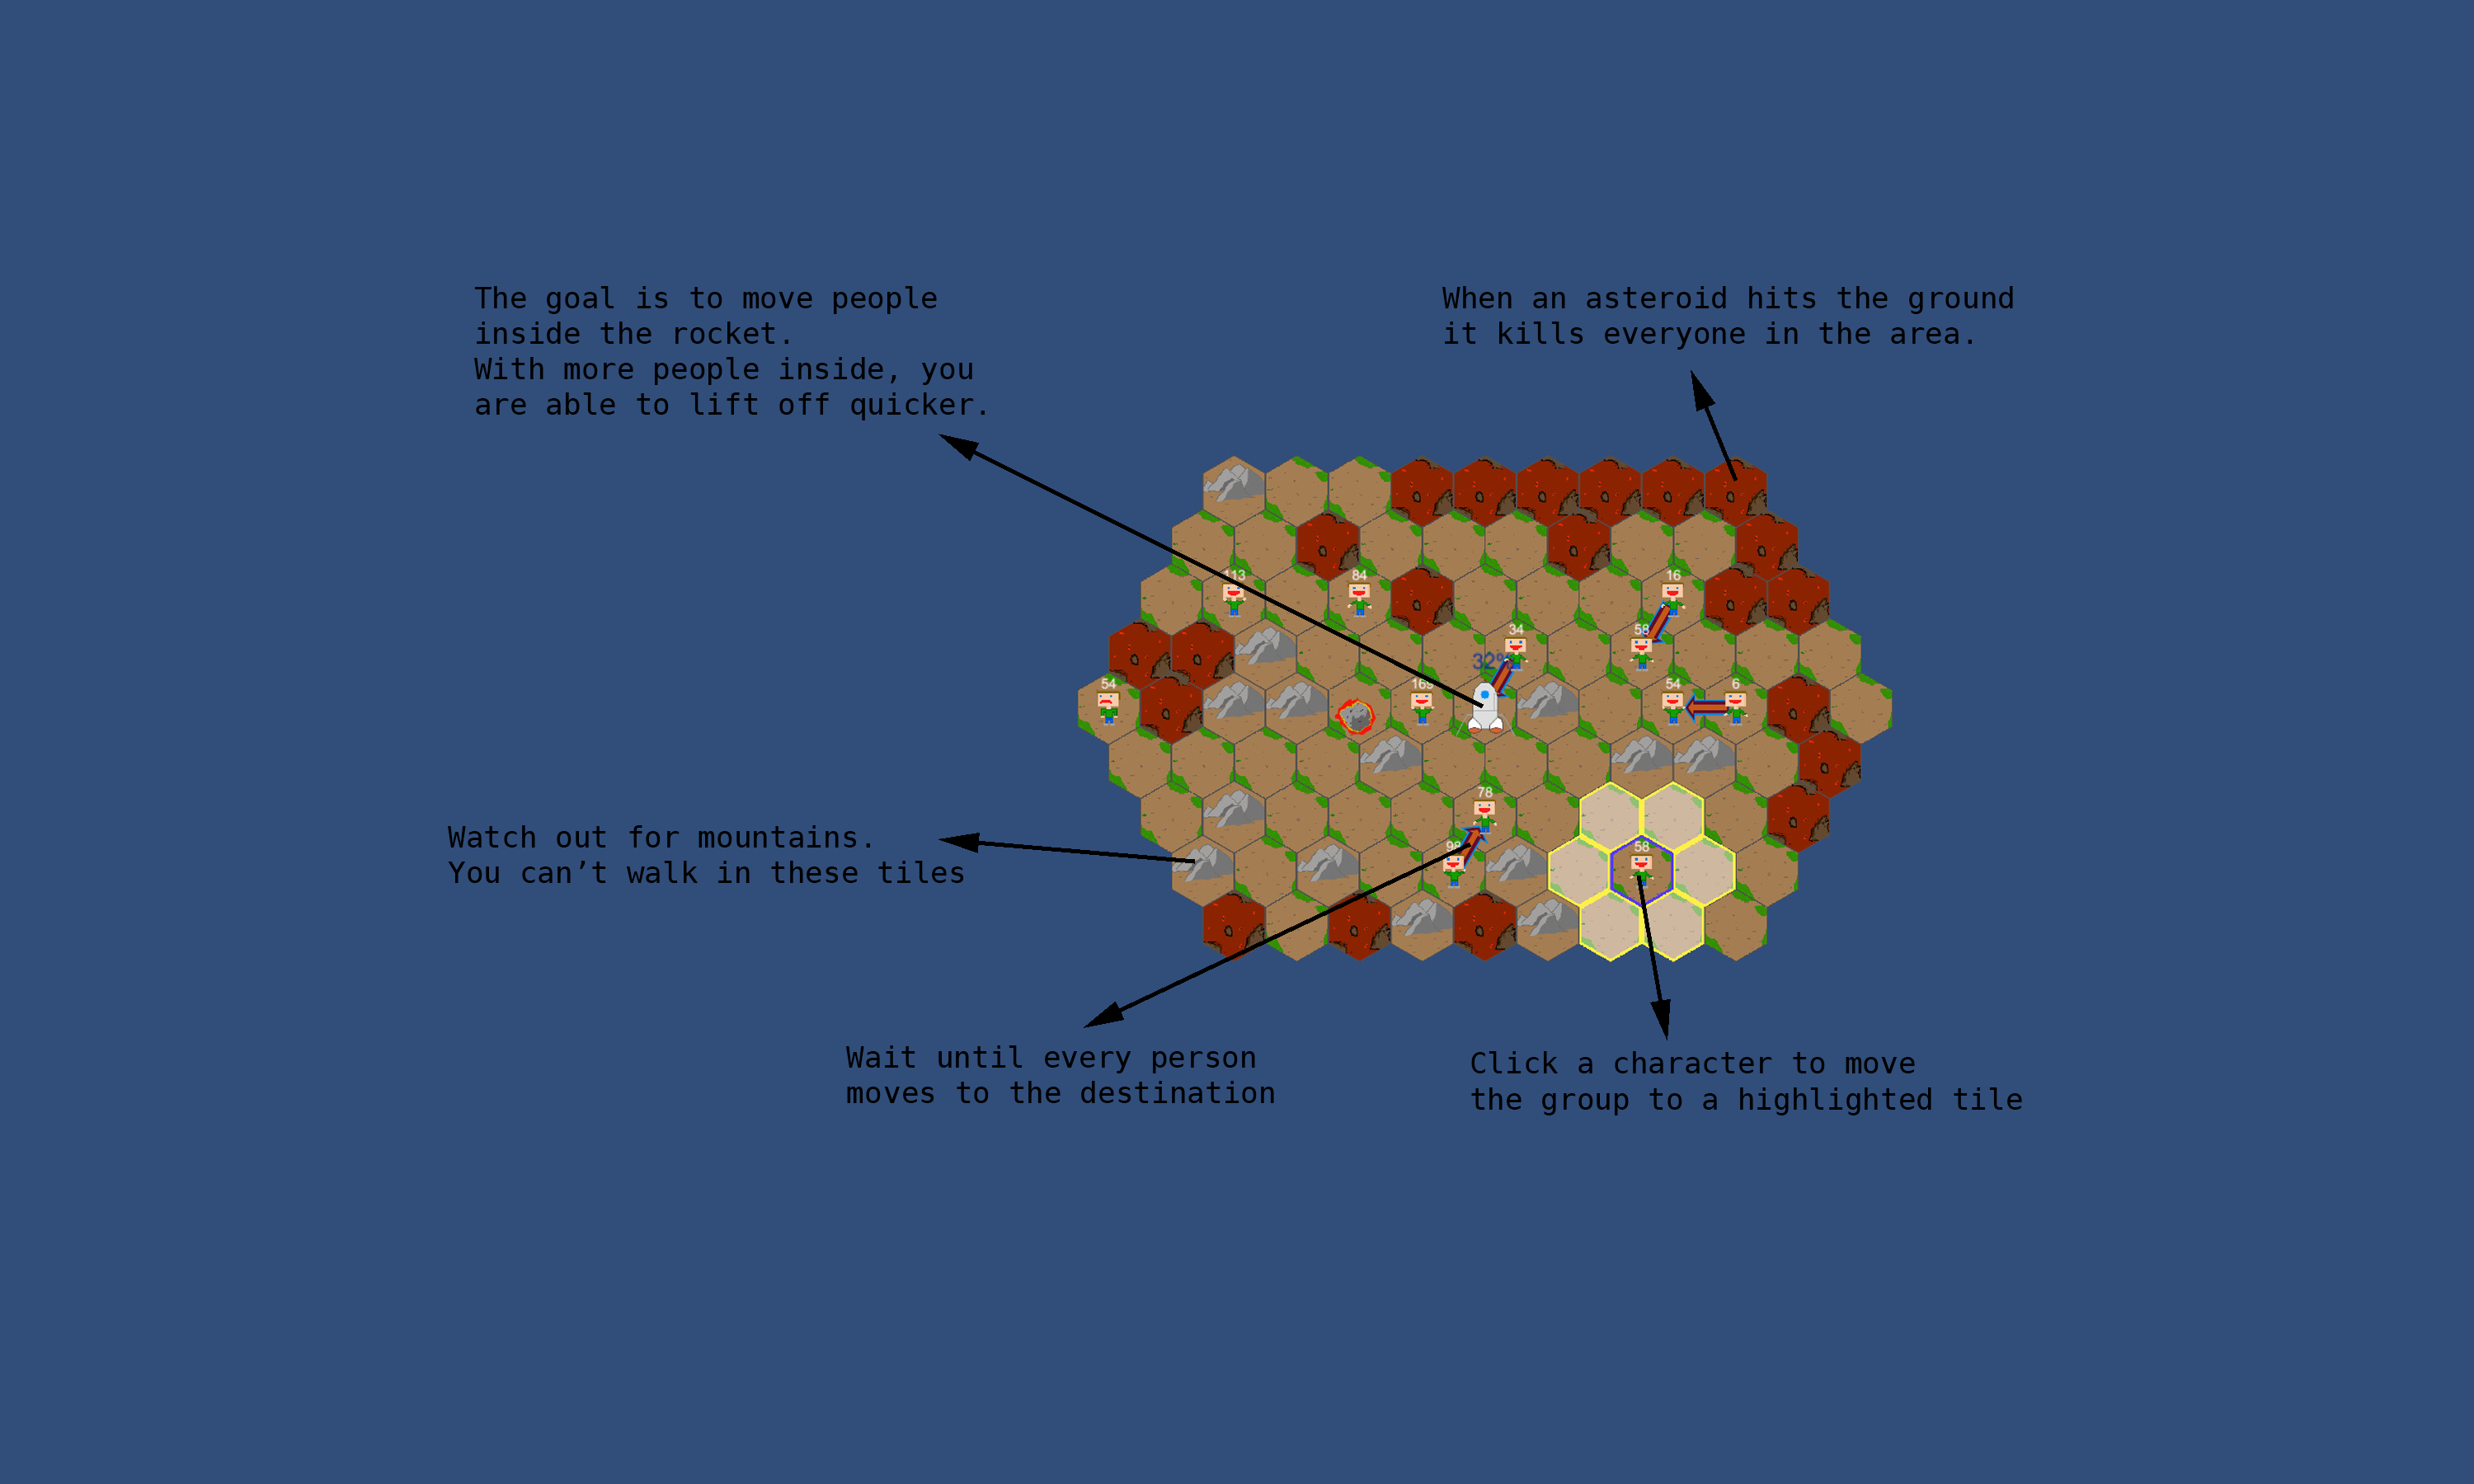 The goal is to move people
inside the rocket.
With more people inside, you
are able to lift off quicker.
When an asteroid hits the ground
it kills everyone in the area.
113
84
16
34
58
32%
54
169
54
6
78
98
58
Watch out for mountains.
You can’t walk in these tiles
Wait until every person
moves to the destination
Click a character to move
the group to a highlighted tile